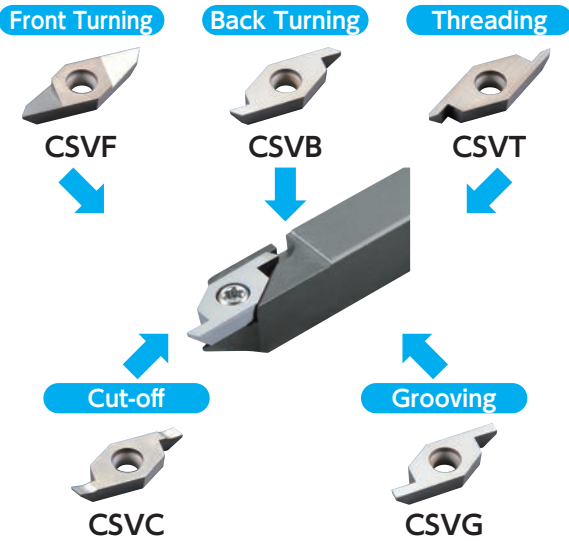 Front Turning
Back Turning
Threading
CSVF
CSVB
CSVT
Cut-off
Grooving
CSVC
CSVG